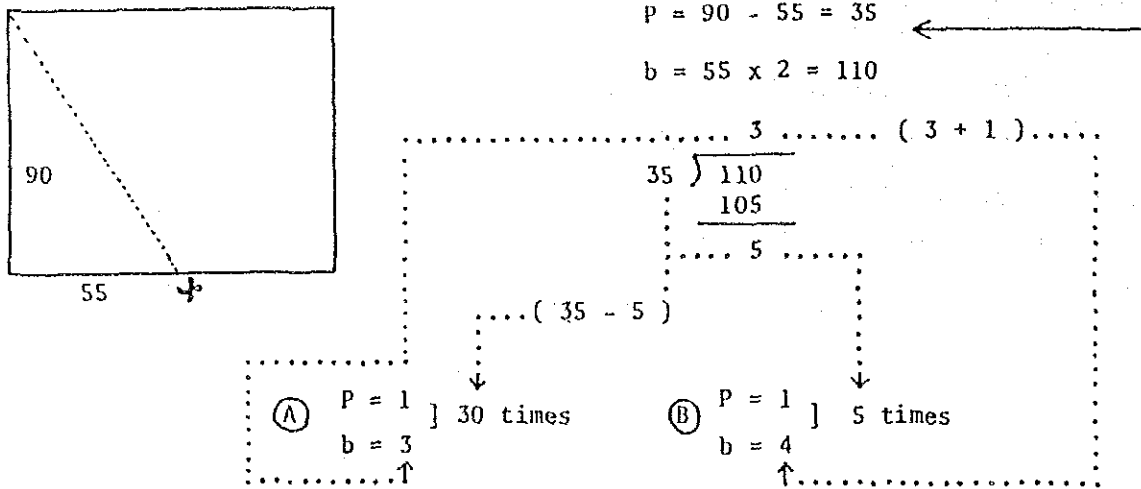 P = 90 - 55 = 35
b = 55 x 2 = 110
3 ( 3 + 1 )
90
35 ) 110
105
5
55
( 35 - 5 )
A P = 1 ] 30 times
b = 3
B P = 1 ] 5 times
b = 4